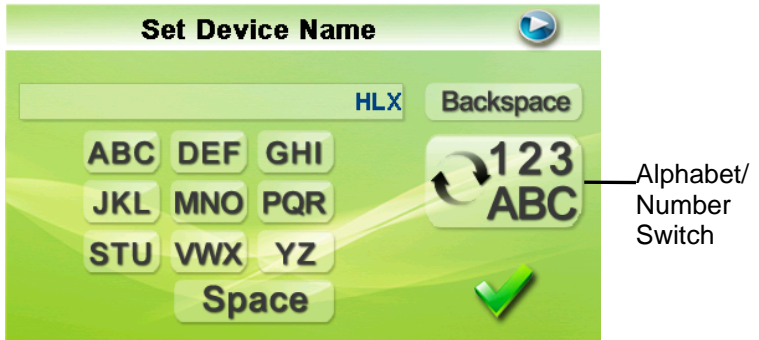 Set Device Name
HLX
Backspace
ABC DEF GHI
123
ABC
JKL MNO PQR
STU VWX YZ
Space
Alphabet/
Number
Switch